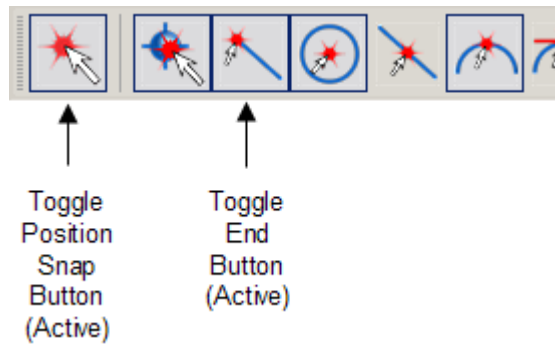 Toggle
Position
Snap
Button
(Active)
Toggle
End
Button
(Active)